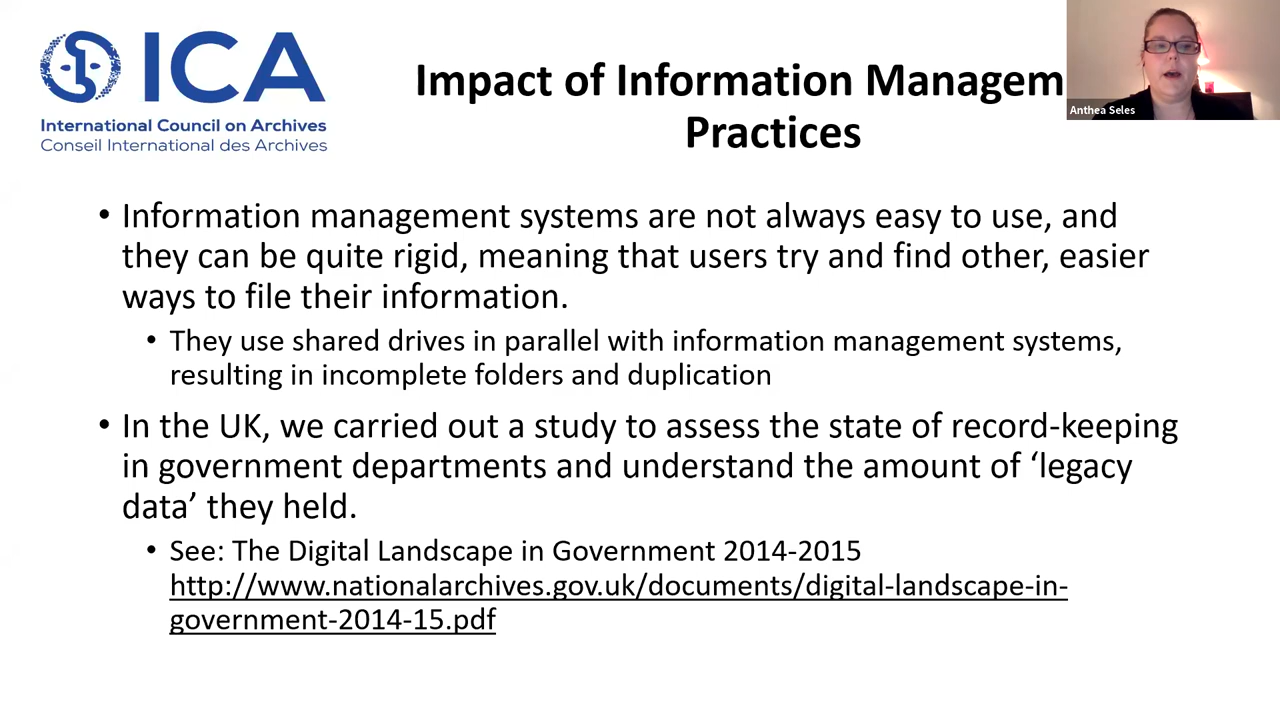 ICA
International Council on Archives
Conseil International des Archives
Impact of Information Managem
Practices
Anthea Seles
• Information management systems are not always easy to use, and
they can be quite rigid, meaning that users try and find other, easier
ways to file their information.
• They use shared drives in parallel with information management systems,
resulting in incomplete folders and duplication
• In the UK, we carried out a study to assess the state of record-keeping
in government departments and understand the amount of ‘legacy
data’ they held.
• See: The Digital Landscape in Government 2014-2015
http://www.nationalarchives.gov.uk/documents/digital-landscape-in-
government-2014-15.pdf